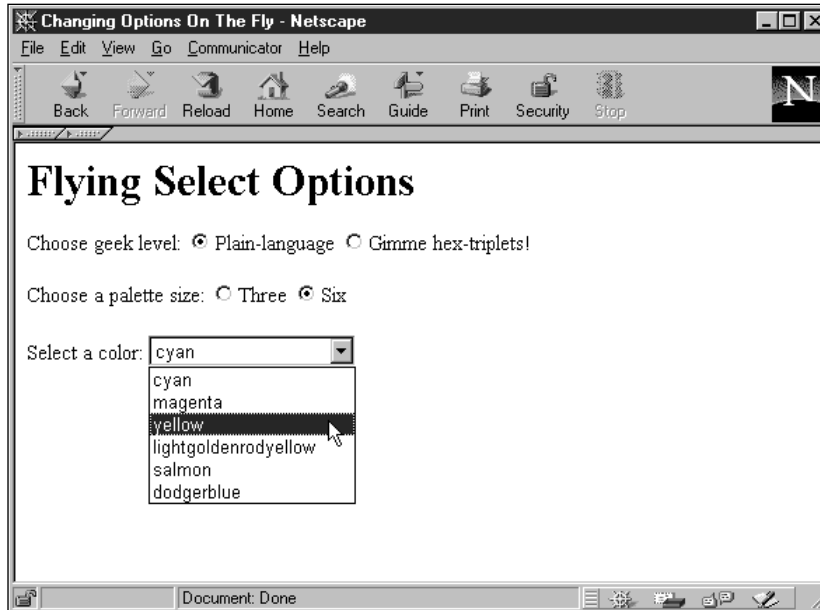 Changing Options On The Fly - Netscape
File Edit View Go Communicator Help
Back Forward Reload Home Search Guide Print Security Stop
N
Flying Select Options
Choose geek level: Plain-language Gimme hex-triplets!
Choose a palette size: Three Six
Select a color: cyan
cyan
magenta
yellow
lightgoldenrodyellow
salmon
dodgerblue
Document: Done